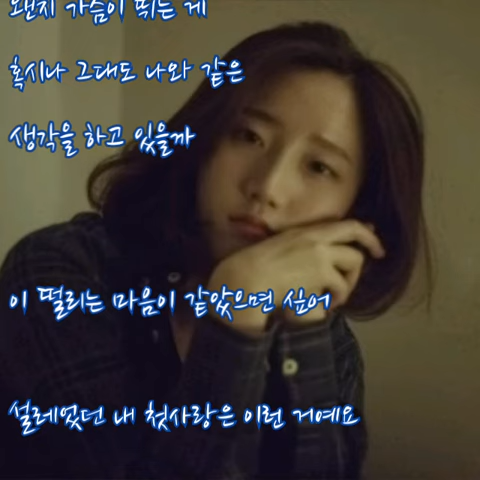 왠지 가슴이 뛰는 게
혹시나 그대도 나와 같은
생각을 하고 있을까
이 떨리는 마음이 같았으면 싶어
설레었던 내 첫사랑은 이런 거예요